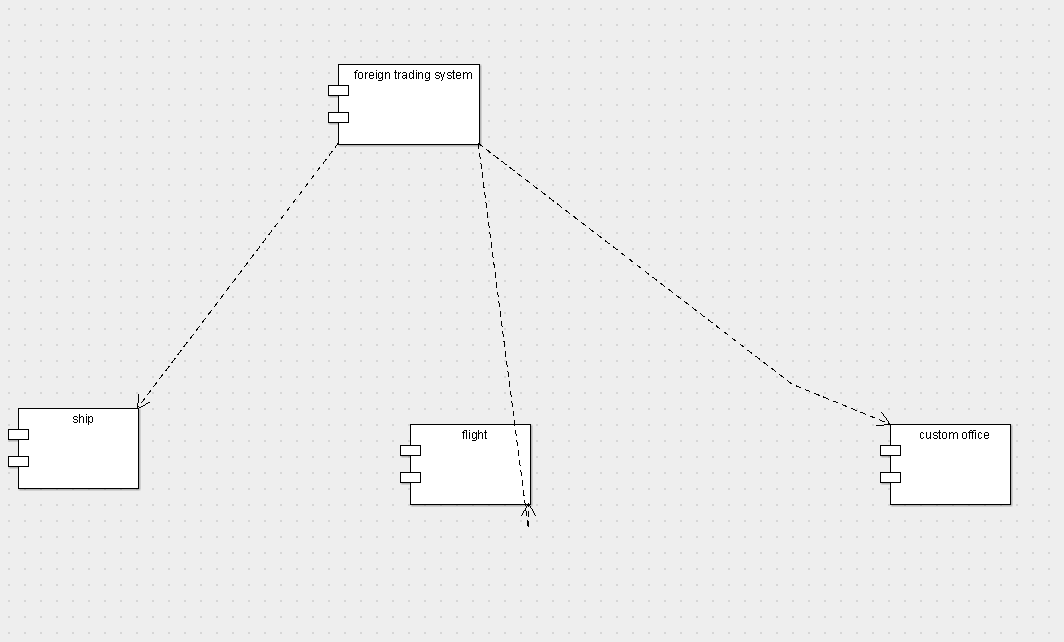 foreign trading system
ship
flight
custom office